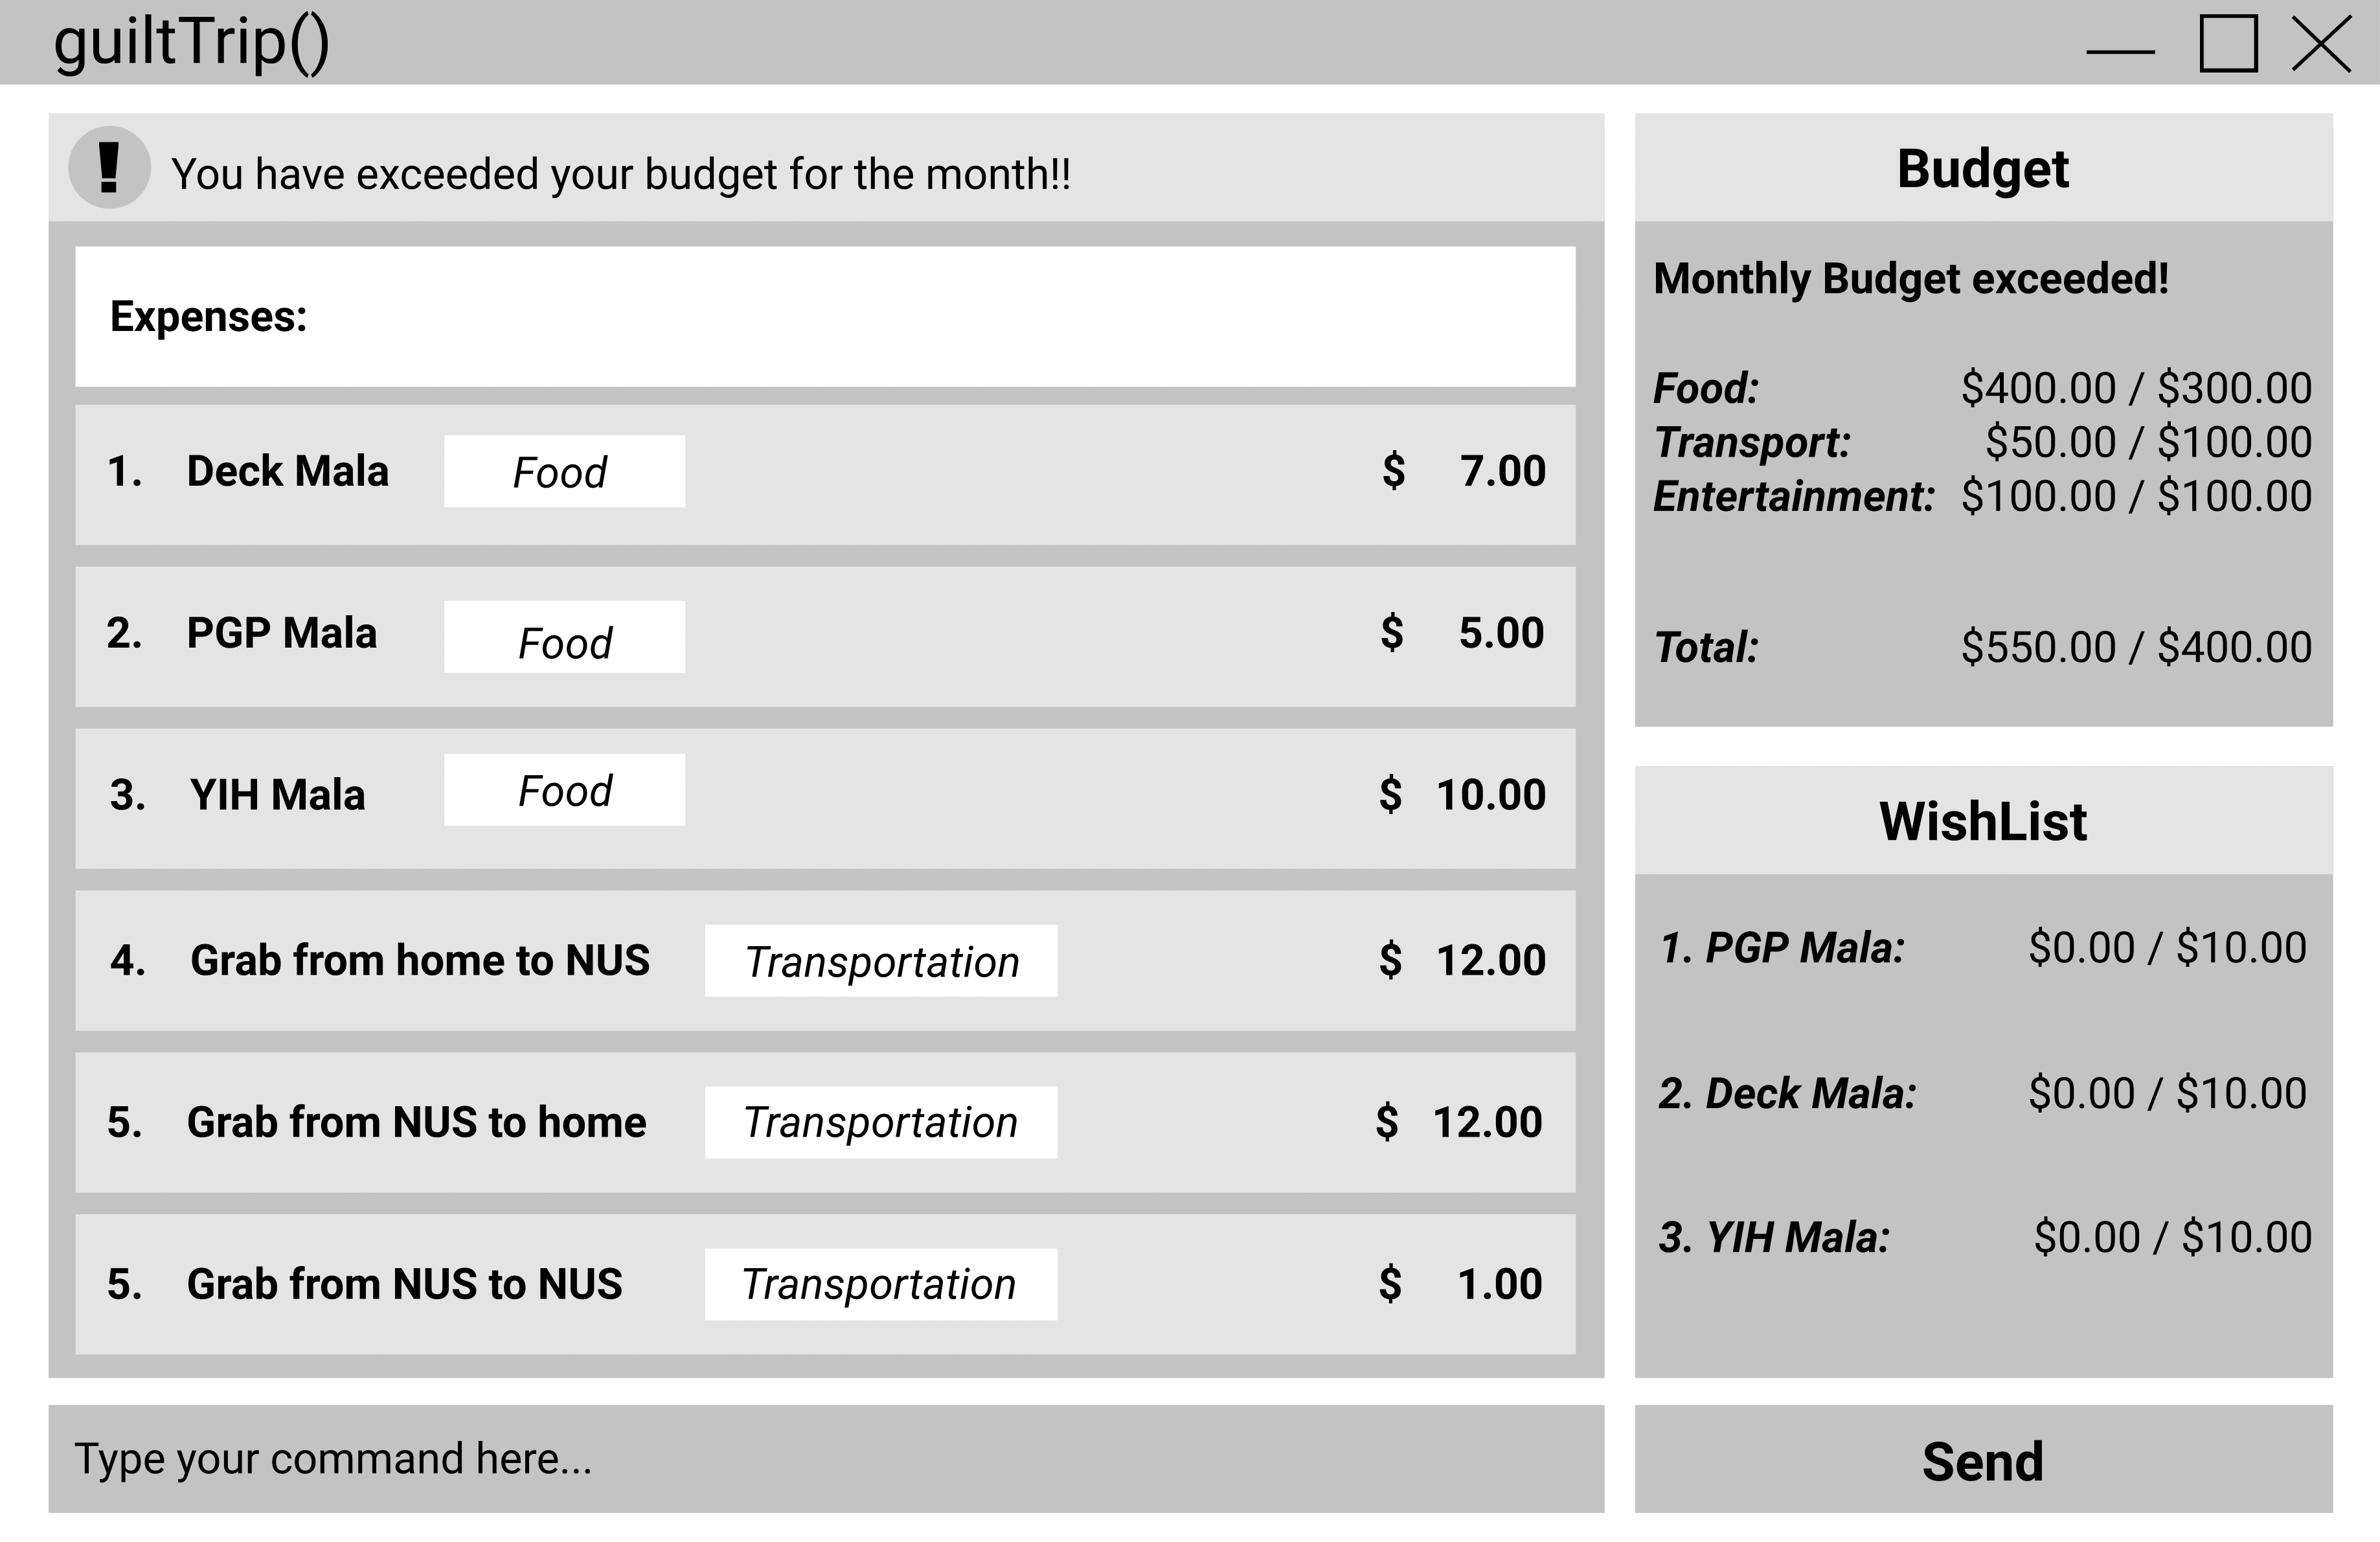 guiltTrip()
! You have exceeded your budget for the month!!
Expenses:
1. Deck Mala Food $ 7.00
2. PGP Mala Food $ 5.00
3. YIH Mala Food $ 10.00
4. Grab from home to NUS Transportation $ 12.00
5. Grab from NUS to home Transportation $ 12.00
5. Grab from NUS to NUS Transportation $ 1.00
Type your command here...
Budget
Monthly Budget exceeded!
Food: $400.00 / $300.00
Transport: $50.00 / $100.00
Entertainment: $100.00 / $100.00
Total: $550.00 / $400.00
WishList
1. PGP Mala: $0.00 / $10.00
2. Deck Mala: $0.00 / $10.00
3. YIH Mala: $0.00 / $10.00
Send